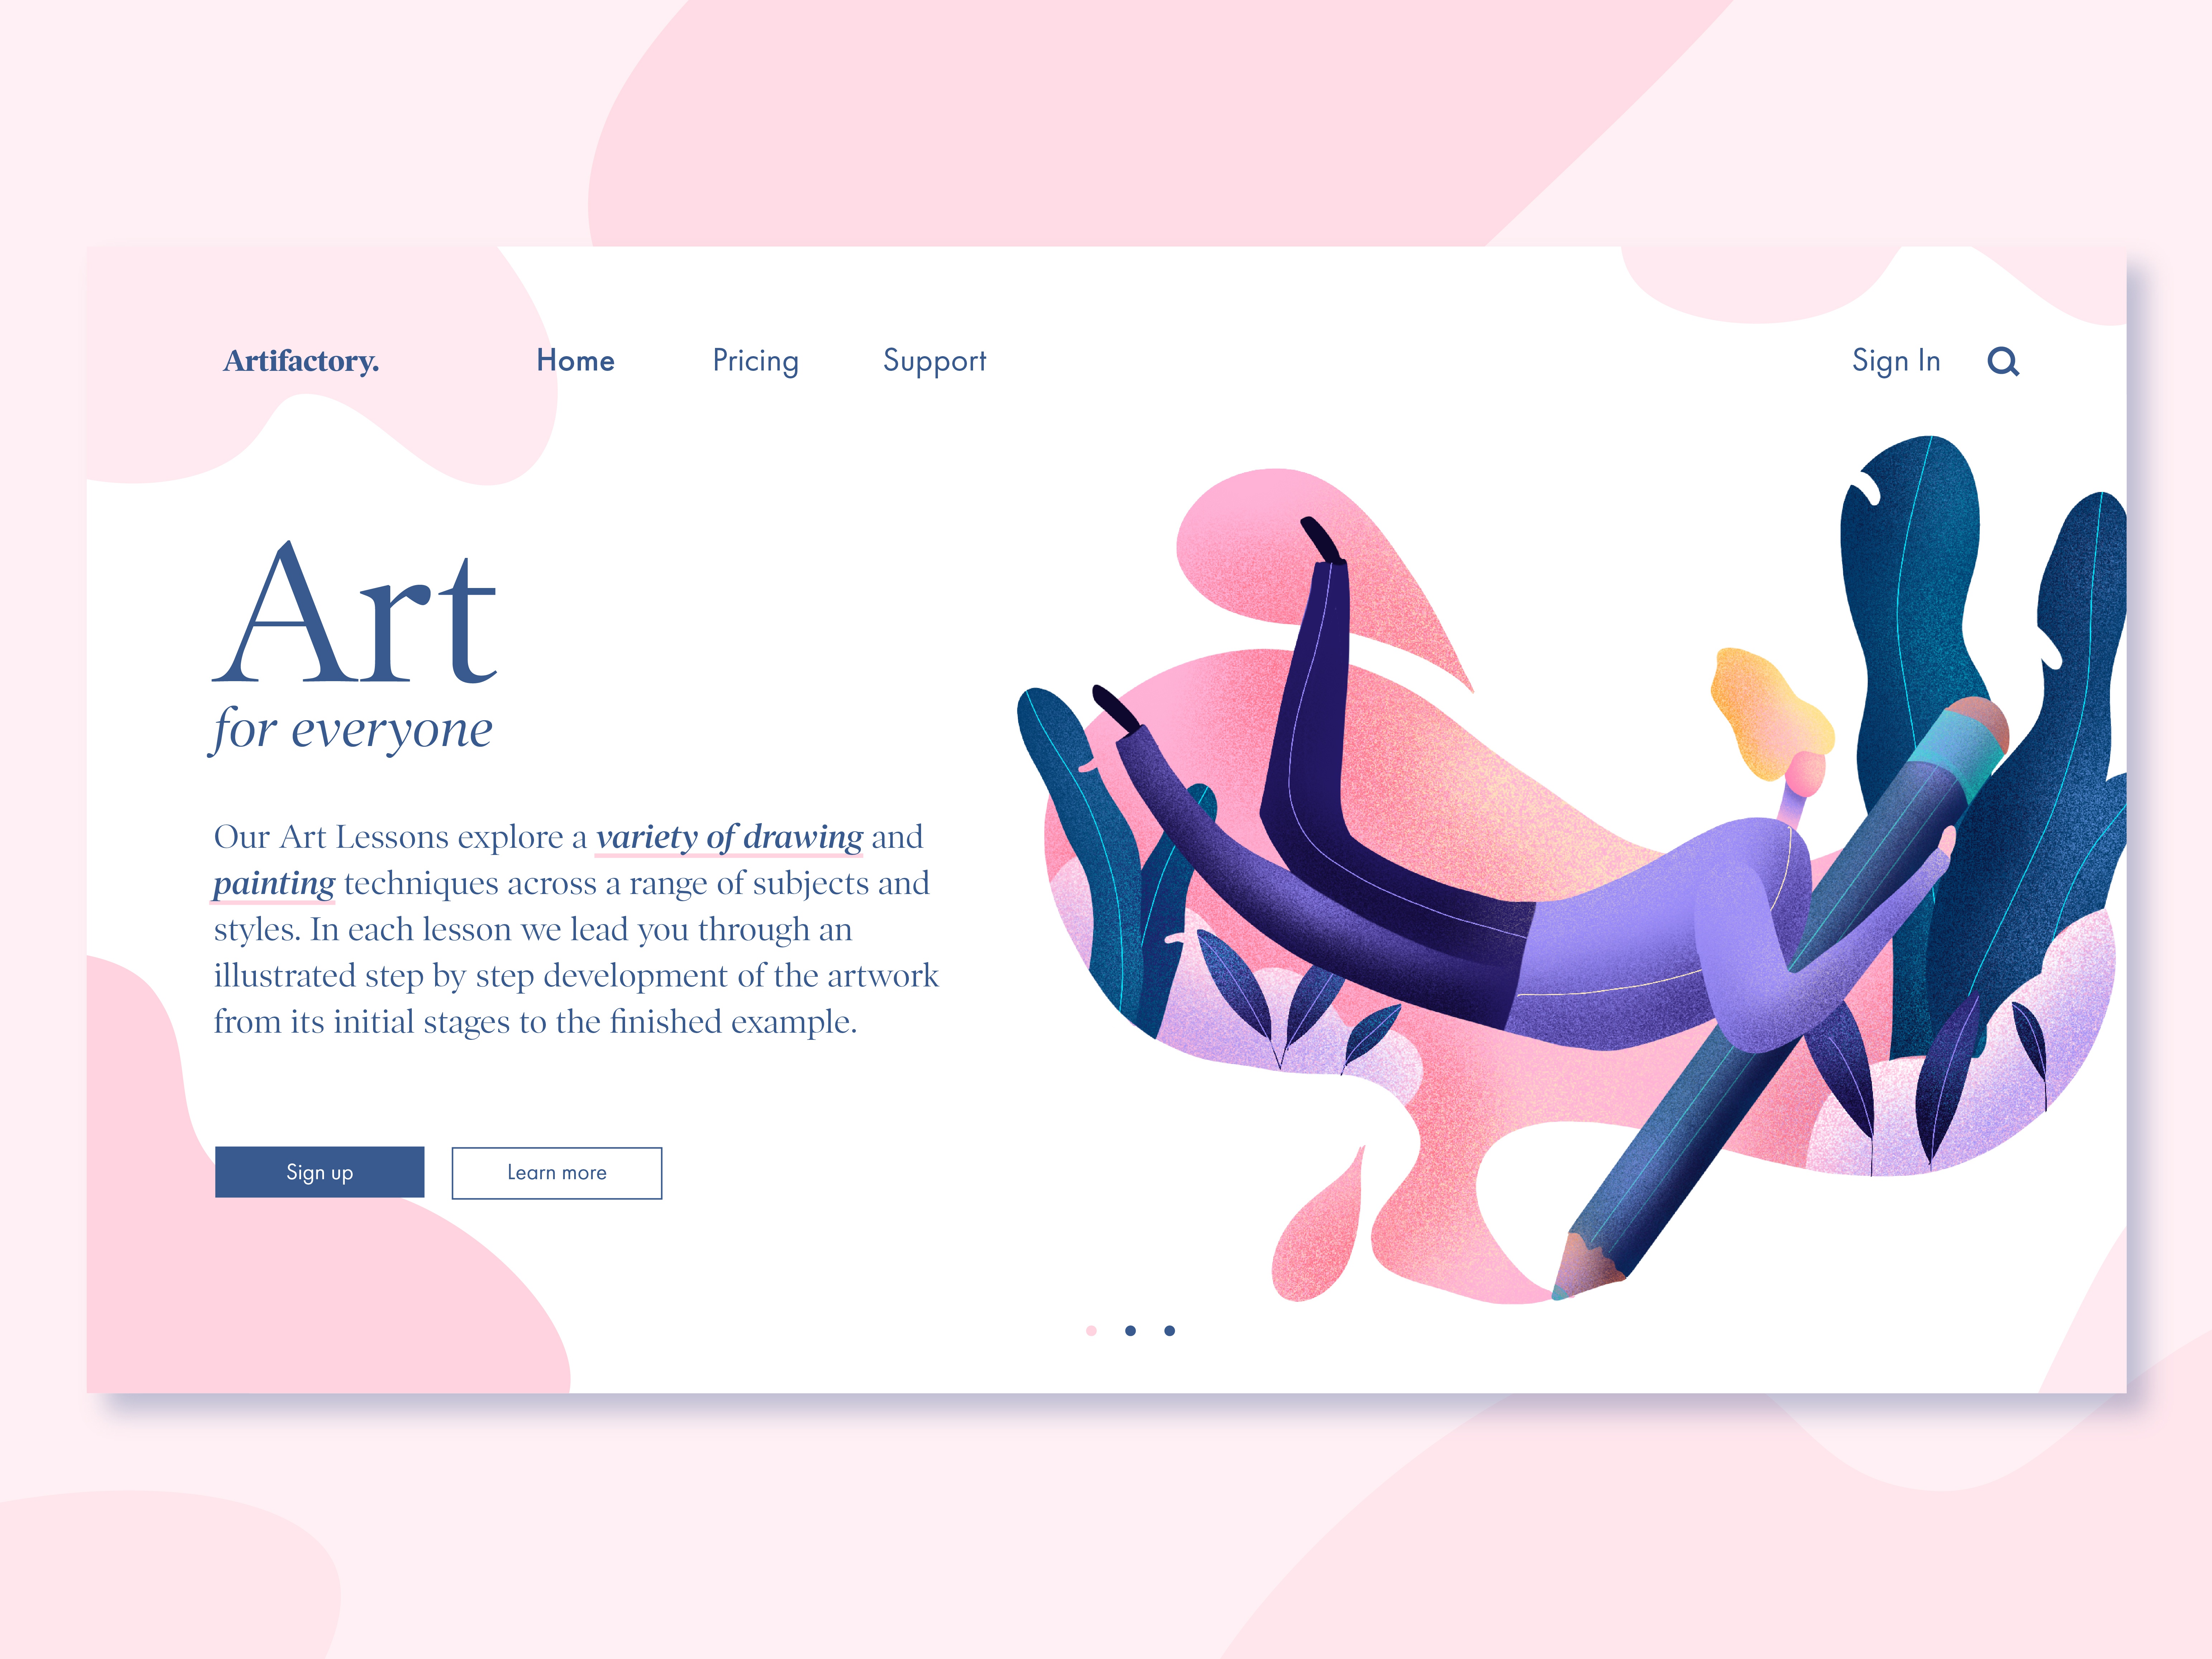 Artifactory. Home Pricing Support Sign In
Art
for everyone
Our Art Lessons explore a variety of drawing and
painting techniques across a range of subjects and
styles. In each lesson we lead you through an
illustrated step by step development of the artwork
from its initial stages to the finished example.
Sign up Learn more